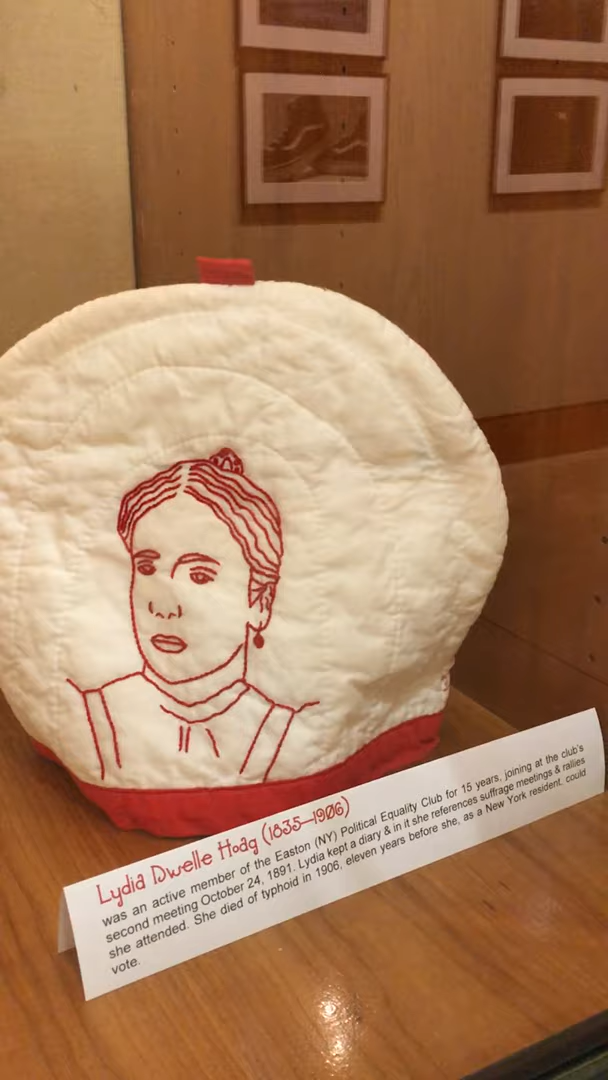 Lydia Dwelle Hoag (1835–1906)
was an active member of the Easton (NY) Political Equality Club for 15 years, joining at the club's
second meeting October 24, 1891. Lydia kept a diary & in it she references suffrage meetings & rallies
she attended. She died of typhoid in 1906, eleven years before she, as a New York resident, could
vote.